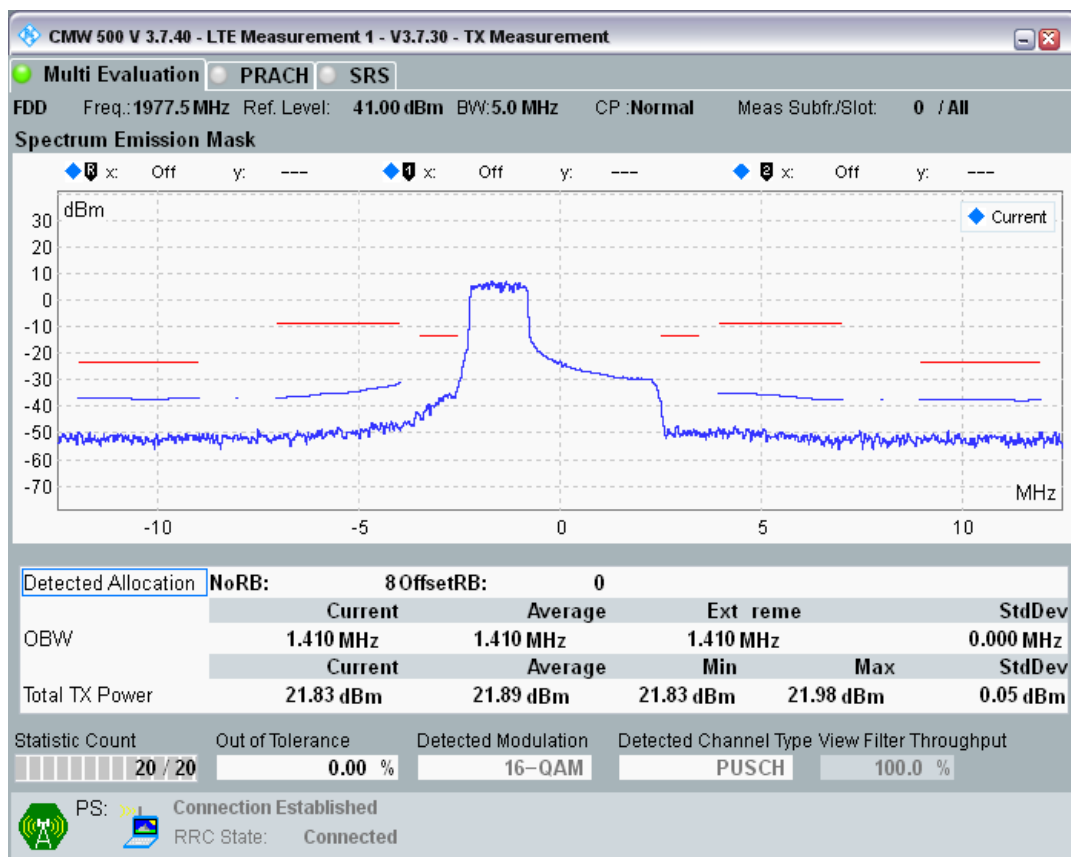 CMW 500 V 3.7.40 - LTE Measurement 1 - V3.7.30 - TX Measurement
Multi Evaluation PRACH SRS
FDD Freq.: 1977.5 MHz Ref. Level: 41.00 dBm BW: 5.0 MHz CP : Normal Meas Subfr./Slot: 0 / All
Spectrum Emission Mask
R x: Off y: --- 1 x: Off y: --- 2 x: Off y: ---
dBm
Current
30
20
10
0
-10
-20
-30
-40
-50
-60
-70
MHz
-10 -5 0 5 10
Detected Allocation NoRB: 8 OffsetRB: 0
Current Average Ext reme StdDev
OBW 1.410 MHz 1.410 MHz 1.410 MHz 0.000 MHz
Current Average Min Max StdDev
Total TX Power 21.83 dBm 21.89 dBm 21.83 dBm 21.98 dBm 0.05 dBm
Statistic Count Out of Tolerance Detected Modulation Detected Channel Type View Filter Throughput
20 / 20 0.00 % 16-QAM PUSCH 100.0 %
PS: Connection Established
RRC State: Connected